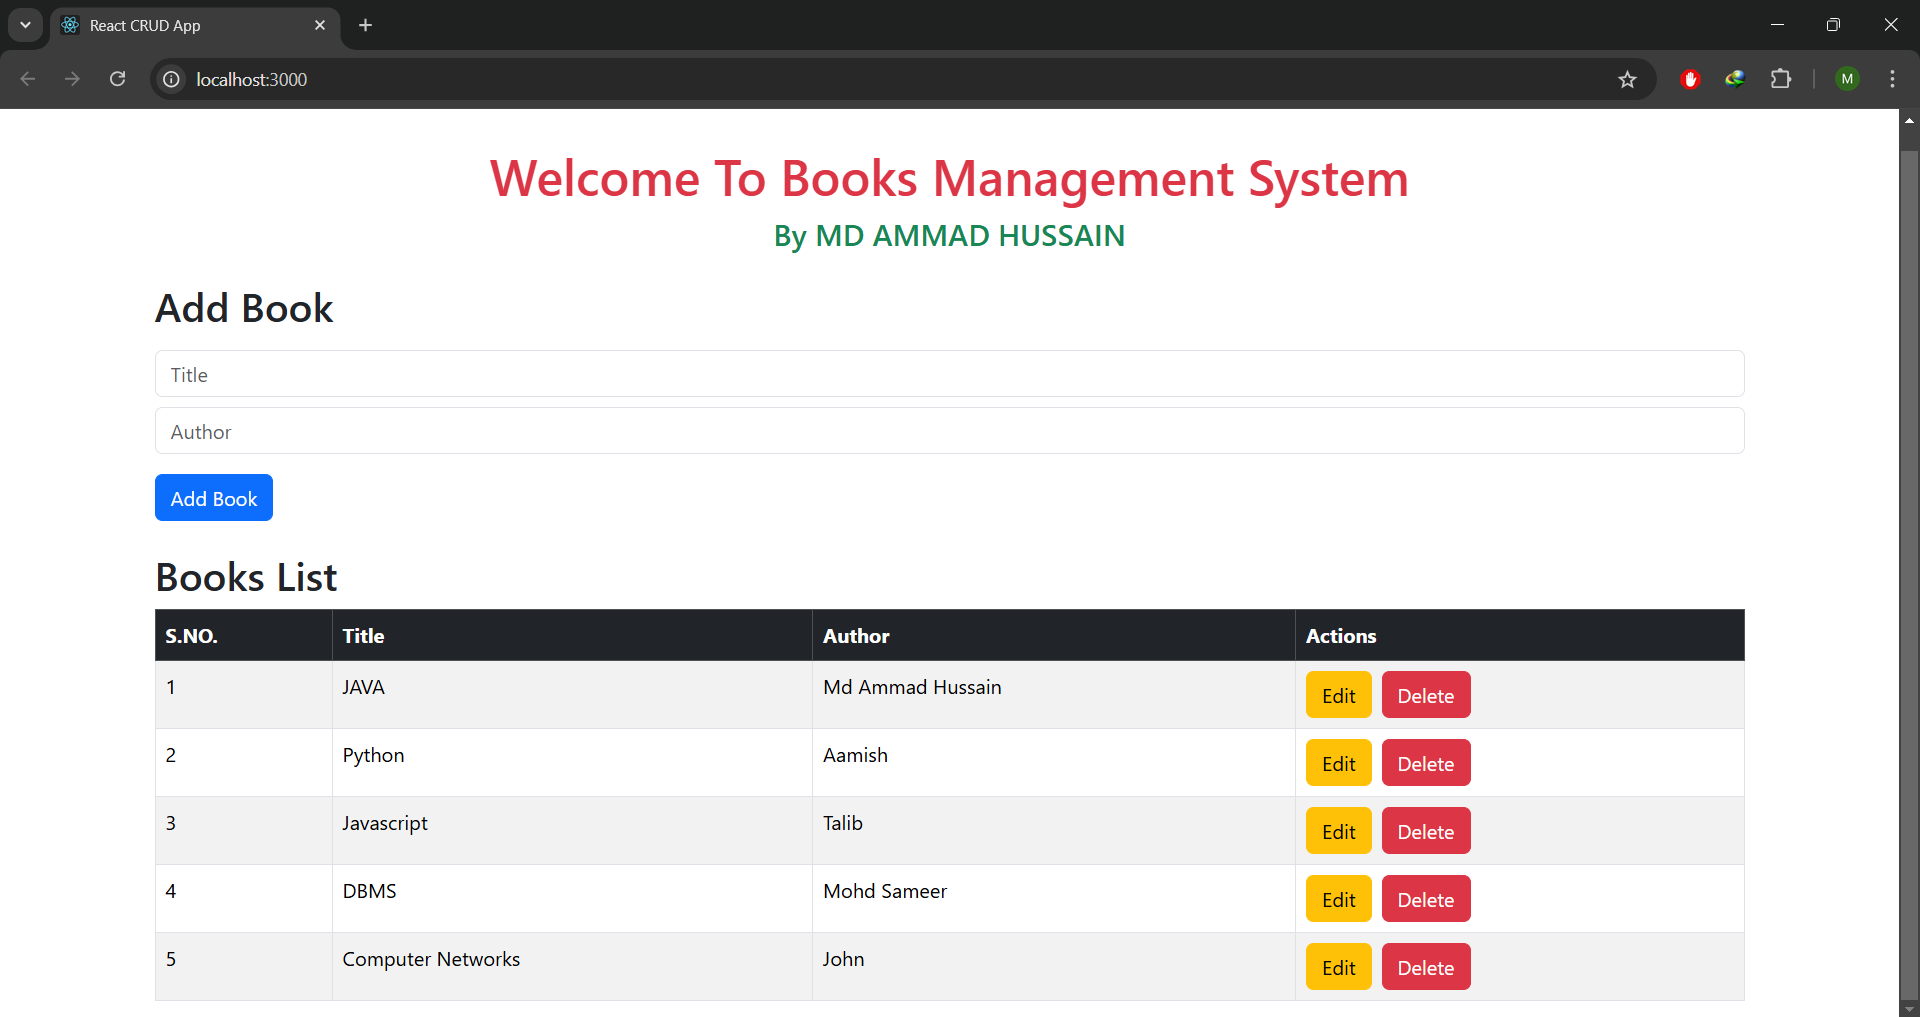 React CRUD App
localhost:3000
M
Welcome To Books Management System
By MD AMMAD HUSSAIN
Add Book
Title
Author
Add Book
Books List
S.NO. Title Author Actions
1 JAVA Md Ammad Hussain Edit Delete
2 Python Aamish Edit Delete
3 Javascript Talib Edit Delete
4 DBMS Mohd Sameer Edit Delete
5 Computer Networks John Edit Delete